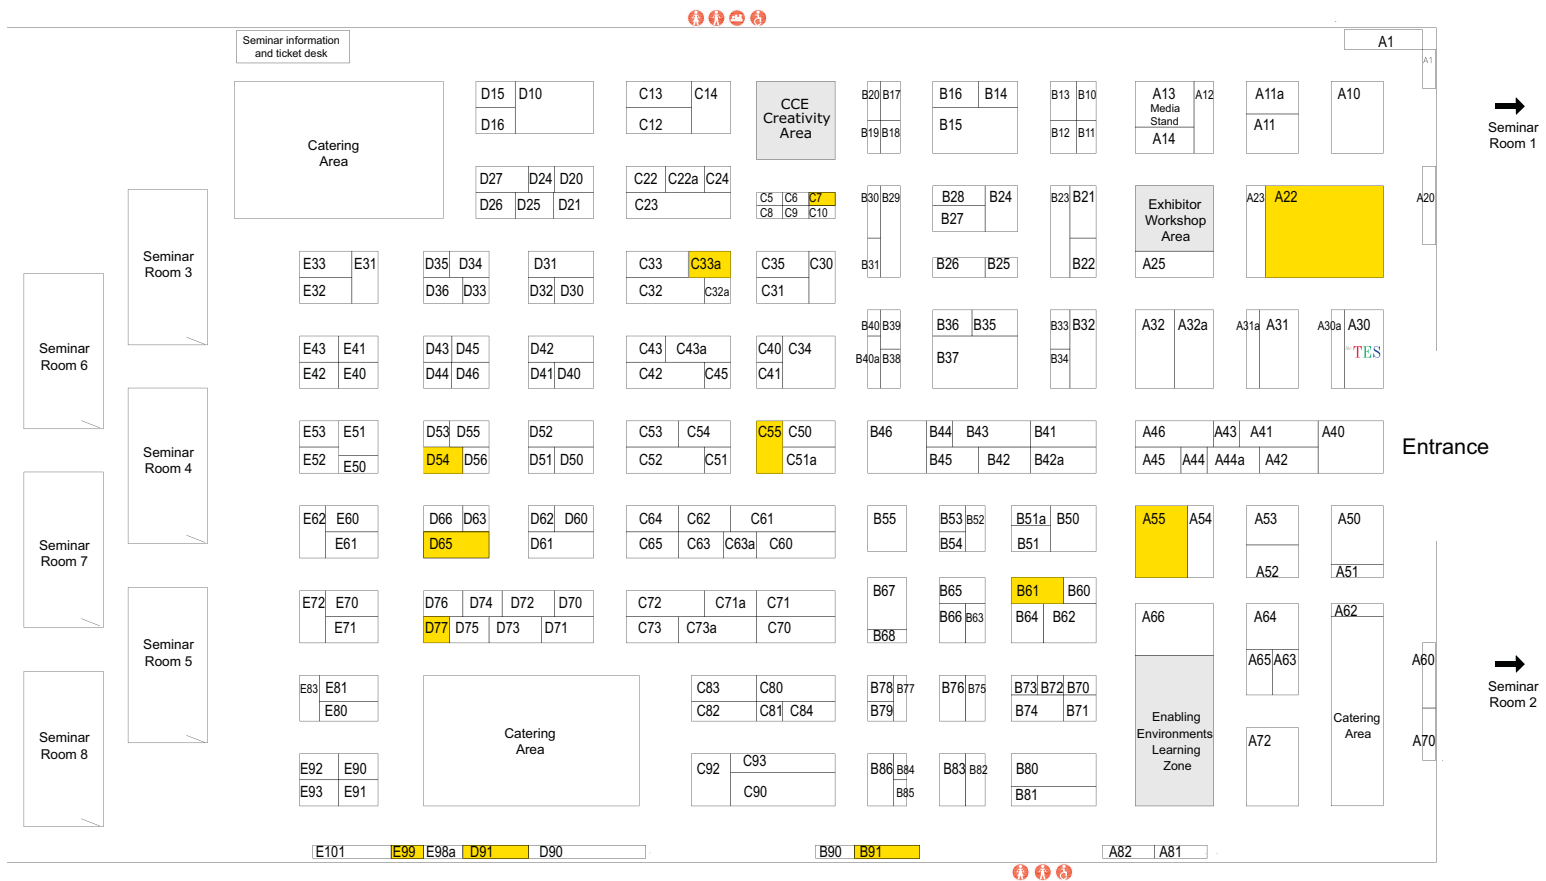 Seminar information
and ticket desk
A1
A1
D15 D10
D16
C13 C14
C12
CCE
Creativity
Area
B20 B17
B19 B18
B16 B14
B15
B13 B10
B12 B11
A13
Media
Stand
A14
A12
A11a
A11
A10
Seminar
Room 1
Catering
Area
D27 D24 D20
D26 D25 D21
C22 C22a C24
C23
C5 C6 C7
C8 C9 C10
B30 B29
B31
B28 B24
B27
B26 B25
B23 B21
B22
Exhibitor
Workshop
Area
A25
A23 A22
A20
Seminar
Room 3
E33 E31
E32
D35 D34
D36 D33
D31
D32 D30
C33 C33a
C32 C32a
C35 C30
C31
Seminar
Room 6
E43 E41
E42 E40
D43 D45
D44 D46
D42
D41 D40
C43 C43a
C42 C45
C40 C34
C41
B40 B39
B40a B38
B36 B35
B37
B33 B32
B34
A32 A32a
A31a A31
A30a A30
TES
Seminar
Room 4
E53 E51
E52 E50
D53 D55
D54 D56
D52
D51 D50
C53 C54
C52 C51
C55 C50
C51a
B46 B44 B43 B41
B45 B42 B42a
A46 A43 A41 A40
A45 A44 A44a A42
Entrance
Seminar
Room 7
E62 E60
E61
D66 D63
D65
D62 D60
D61
C64 C62 C61
C65 C63 C63a C60
B55
B53 B52
B54
B51a B50
B51
A55 A54
A53
A52
A50
A51
Seminar
Room 5
E72 E70
E71
D76 D74 D72 D70
D77 D75 D73 D71
C72 C71a C71
C73 C73a C70
B67
B68
B65
B66 B63
B61 B60
B64 B62
A66
A64
A65 A63
A62
A60
Seminar
Room 2
Seminar
Room 8
E83 E81
E80
Catering
Area
C83 C80
C82 C81 C84
B78 B77
B79
B76 B75
B73 B72 B70
B74 B71
Enabling
Environments
Learning
Zone
A72
Catering
Area
A70
E92 E90
E93 E91
C92 C93
C90
B86 B84
B85
B83 B82
B80
B81
E101 E99 E98a D91 D90
B90 B91
A82 A81